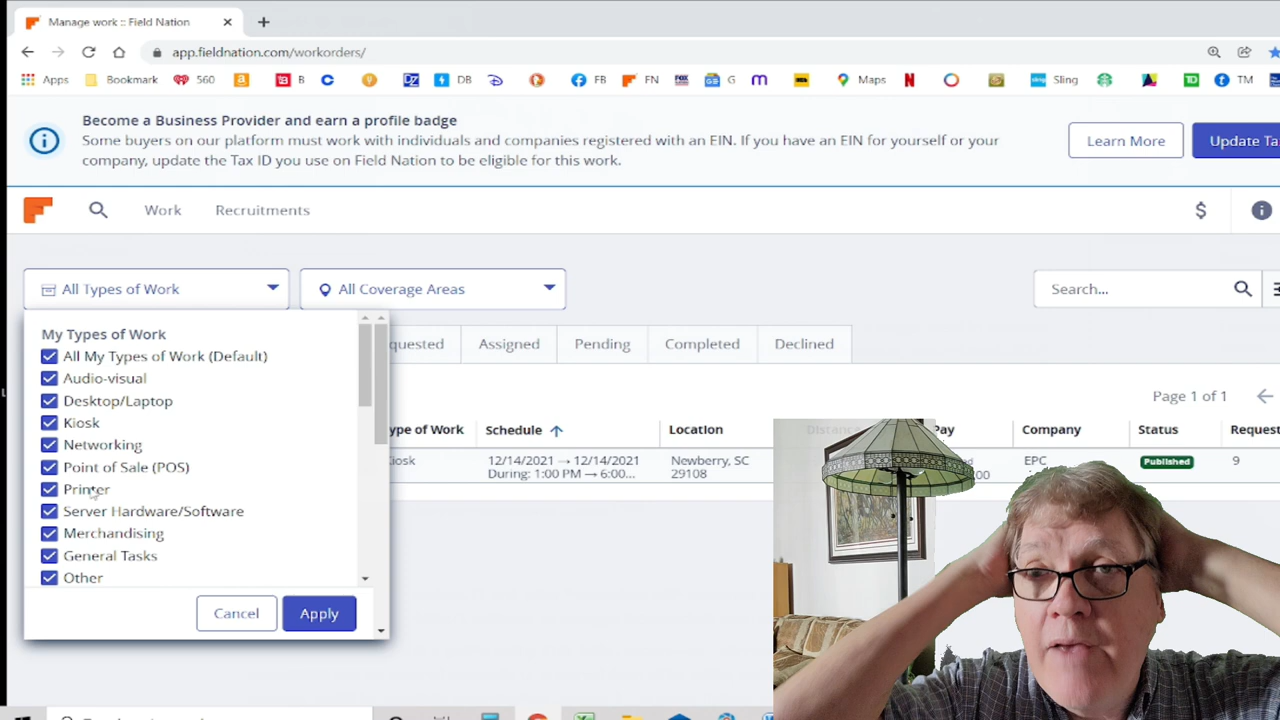 Manage work :: Field Nation
app.fieldnation.com/workorders/
Apps Bookmark 560 B DB FB FN G Maps Sling TM
Become a Business Provider and earn a profile badge
Some buyers on our platform must work with individuals and companies registered with an EIN. If you have an EIN for yourself or your
company, update the Tax ID you use on Field Nation to be eligible for this work.
Learn More
Update Ta
Work Recruitments
All Types of Work
All Coverage Areas
Search...
My Types of Work
All My Types of Work (Default)
Audio-visual
Desktop/Laptop
Kiosk
Networking
Point of Sale (POS)
Printer
Server Hardware/Software
Merchandising
General Tasks
Other
Cancel Apply
quested Assigned Pending Completed Declined
Page 1 of 1
ype of Work Schedule Location Distance Pay Company Status Request
Kiosk 12/14/2021 → 12/14/2021 Newberry, SC EPC Published 9
During: 1:00 PM → 6:00... 29108